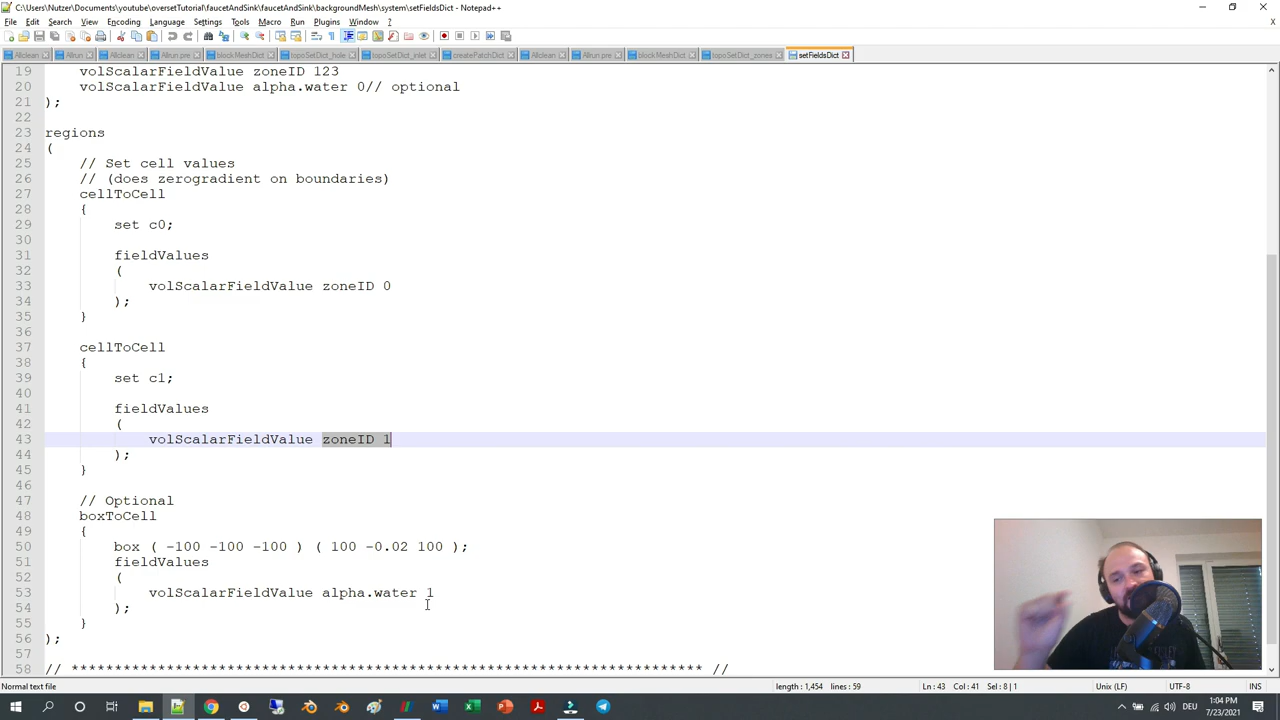 C:\Users\Nutzer\Documents\youtube\oversetTutorial\faucetAndSink\faucetAndSink\backgroundMesh\system\setFieldsDict - Notepad++
File Edit Search View Encoding Language Settings Tools Macro Run Plugins Window ?
Allclean Allrun Allclean Allrun.pre blockMeshDict topoSetDict_hole topoSetDict_inlet createPatchDict Allclean Allrun.pre blockMeshDict topoSetDict_zones setFieldsDict
19 volScalarFieldValue zoneID 123
20 volScalarFieldValue alpha.water 0// optional
21 );
22
23 regions
24 (
25 // Set cell values
26 // (does zerogradient on boundaries)
27 cellToCell
28 {
29 set c0;
30
31 fieldValues
32 (
33 volScalarFieldValue zoneID 0
34 );
35 }
36
37 cellToCell
38 {
39 set c1;
40
41 fieldValues
42 (
43 volScalarFieldValue zoneID 1
44 );
45 }
46
47 // Optional
48 boxToCell
49 {
50 box ( -100 -100 -100 ) ( 100 -0.02 100 );
51 fieldValues
52 (
53 volScalarFieldValue alpha.water 1
54 );
55 }
56 );
57
58 // ************************************************************************* //
Normal text file length : 1,454 lines : 59 Ln : 43 Col : 41 Sel : 8 | 1 Unix (LF) UTF-8 INS
DEU 1:04 PM
7/23/2021